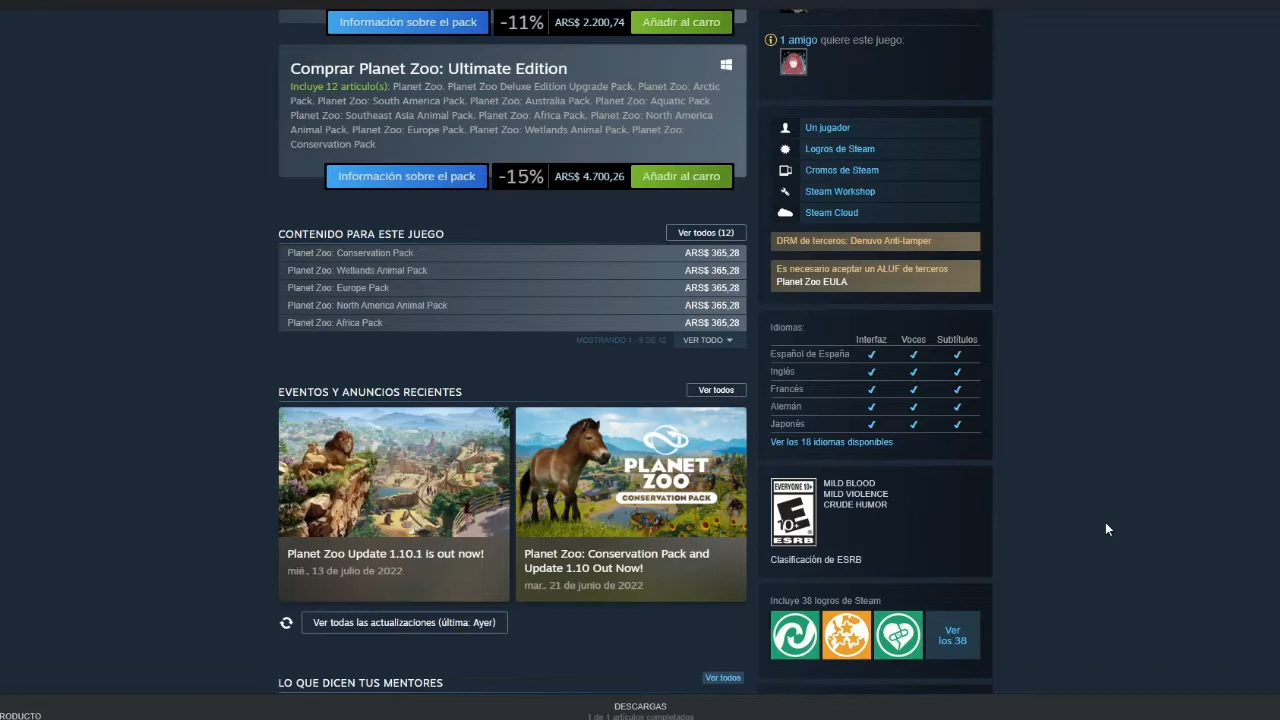 Información sobre el pack
-11%
ARS$ 2.200,74
Añadir al carro
Comprar Planet Zoo: Ultimate Edition
Incluye 12 artículo(s): Planet Zoo, Planet Zoo Deluxe Edition Upgrade Pack, Planet Zoo: Arctic
Pack, Planet Zoo: South America Pack, Planet Zoo: Australia Pack, Planet Zoo: Aquatic Pack,
Planet Zoo: Southeast Asia Animal Pack, Planet Zoo: Africa Pack, Planet Zoo: North America
Animal Pack, Planet Zoo: Europe Pack, Planet Zoo: Wetlands Animal Pack, Planet Zoo:
Conservation Pack
Información sobre el pack
-15%
ARS$ 4.700,26
Añadir al carro
CONTENIDO PARA ESTE JUEGO
Ver todos (12)
Planet Zoo: Conservation Pack ARS$ 365,28
Planet Zoo: Wetlands Animal Pack ARS$ 365,28
Planet Zoo: Europe Pack ARS$ 365,28
Planet Zoo: North America Animal Pack ARS$ 365,28
Planet Zoo: Africa Pack ARS$ 365,28
MOSTRANDO 1 - 5 DE 12
VER TODO
EVENTOS Y ANUNCIOS RECIENTES
Ver todos
PLANET
ZOO
CONSERVATION PACK
Planet Zoo Update 1.10.1 is out now!
mié., 13 de julio de 2022
Planet Zoo: Conservation Pack and
Update 1.10 Out Now!
mar., 21 de junio de 2022
Ver todas las actualizaciones (última: Ayer)
LO QUE DICEN TUS MENTORES
Ver todos
1 amigo quiere este juego:
Un jugador
Logros de Steam
Cromos de Steam
Steam Workshop
Steam Cloud
DRM de terceros: Denuvo Anti-tamper
Es necesario aceptar un ALUF de terceros
Planet Zoo EULA
Idiomas:
Interfaz Voces Subtítulos
Español de España ✔ ✔ ✔
Inglés ✔ ✔ ✔
Francés ✔ ✔ ✔
Alemán ✔ ✔ ✔
Japonés ✔ ✔ ✔
Ver los 18 idiomas disponibles
EVERYONE 10+
E
10+
ESRB
MILD BLOOD
MILD VIOLENCE
CRUDE HUMOR
Clasificación de ESRB
Incluye 38 logros de Steam
Ver
los 38
RODUCTO
DESCARGAS
1 de 1 artículos completados